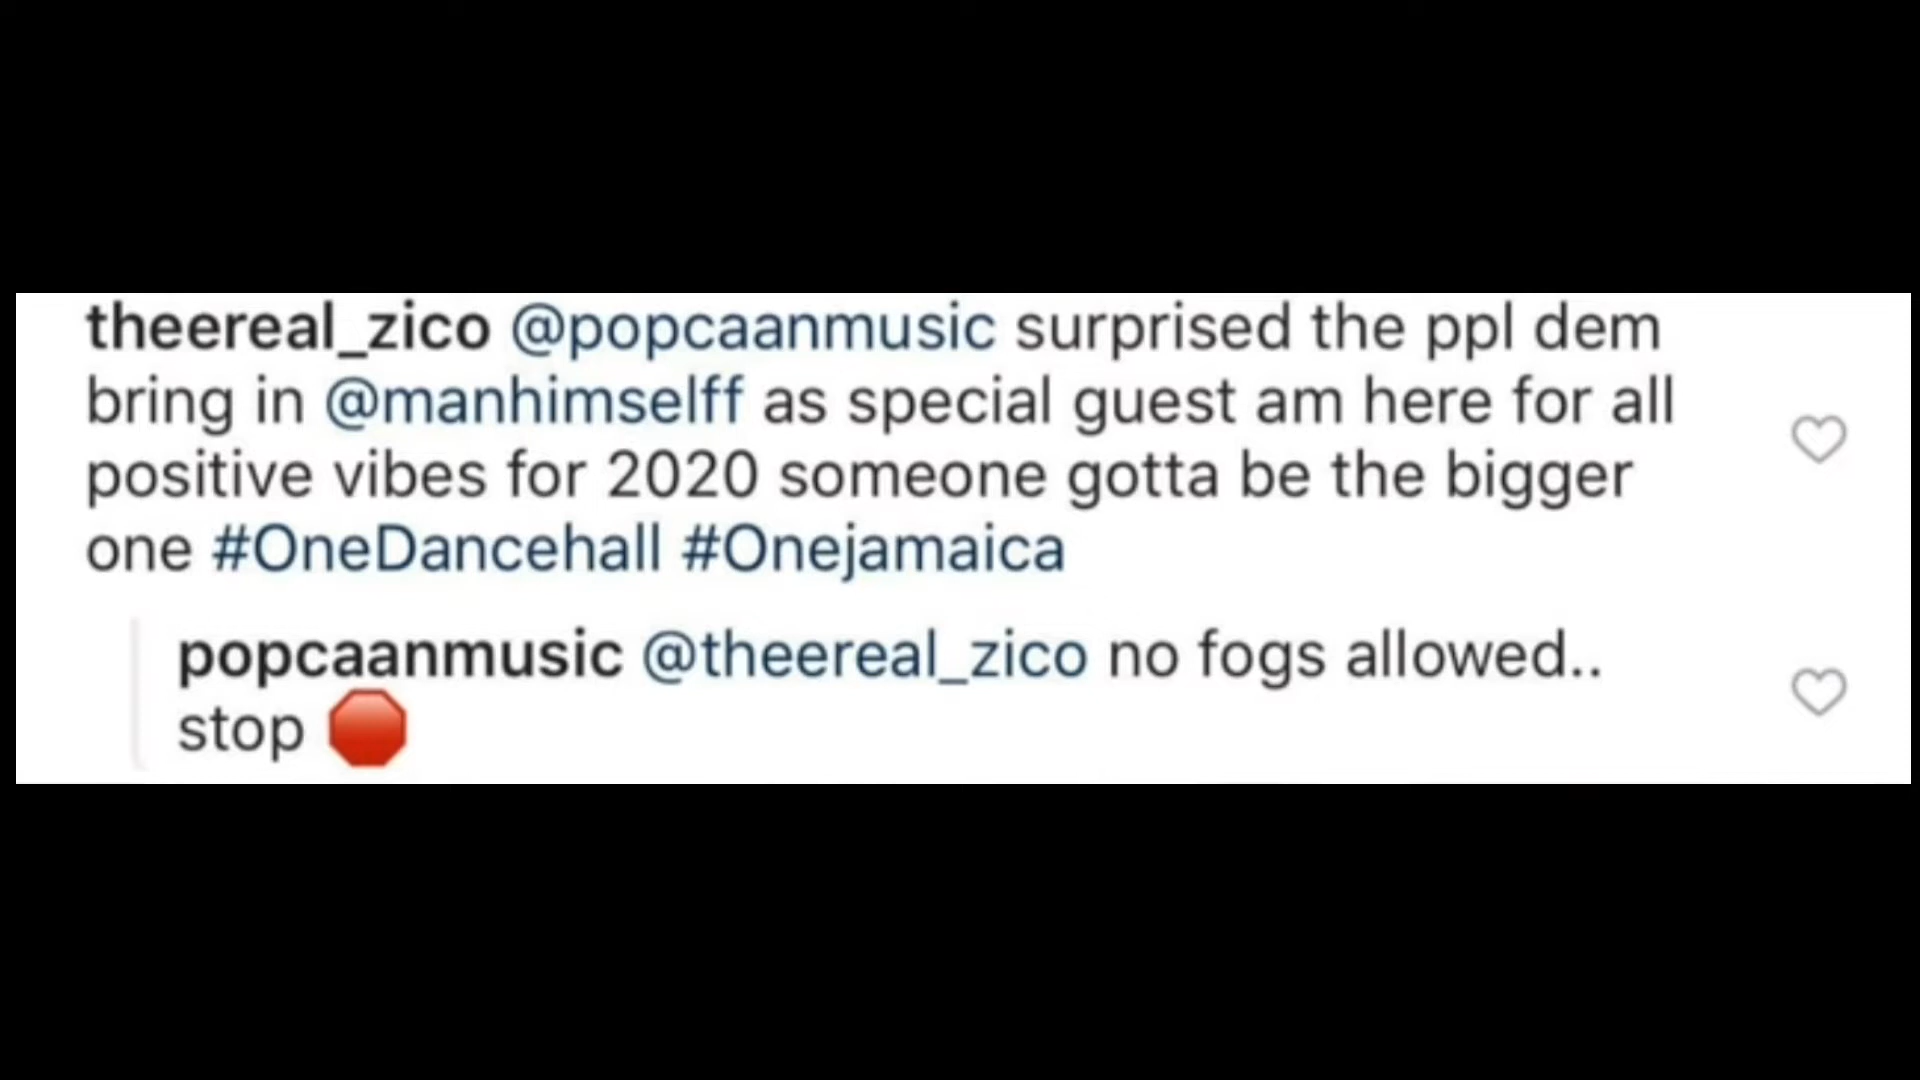 theereal_zico @popcaanmusic surprised the ppl dem
bring in @manhimselff as special guest am here for all
positive vibes for 2020 someone gotta be the bigger
one #OneDancehall #Onejamaica
popcaanmusic @theereal_zico no fogs allowed..
stop 🛑